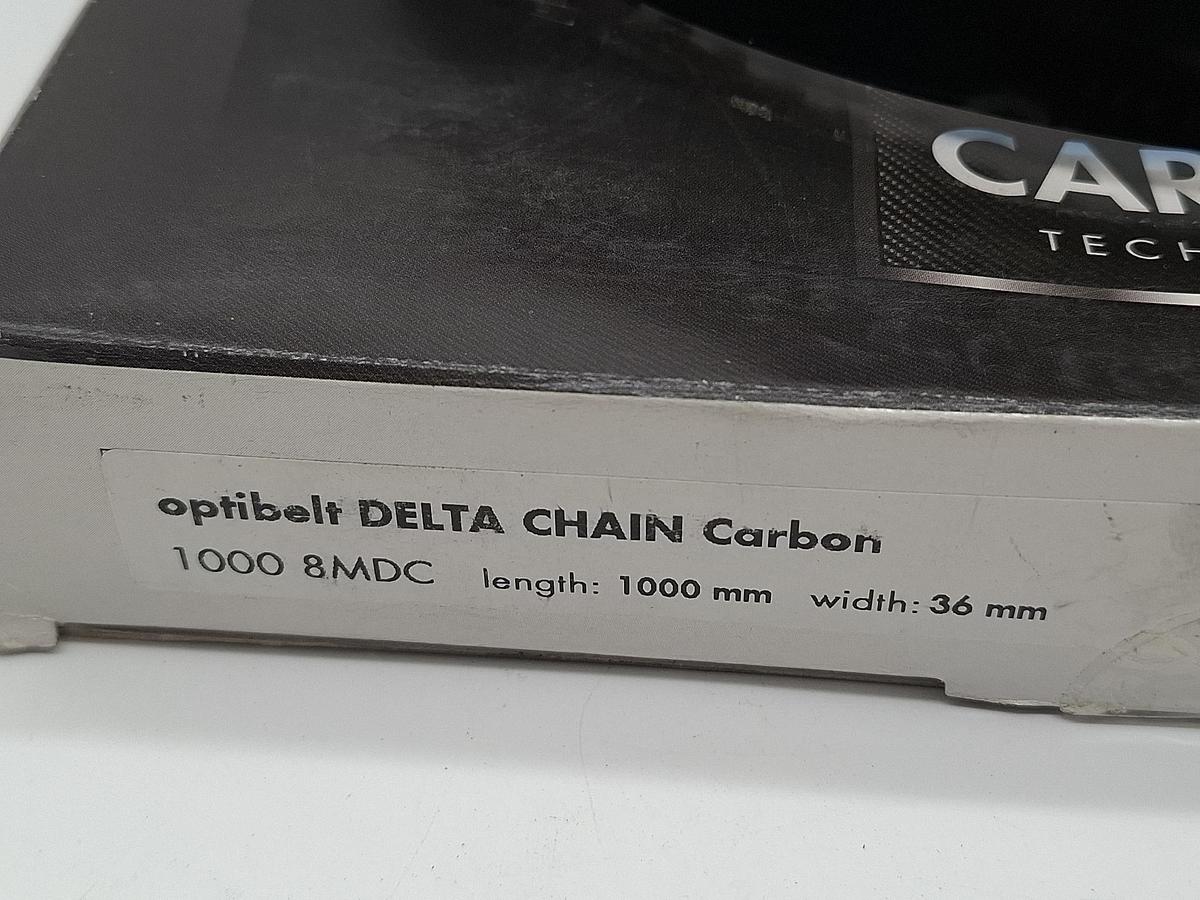 CAR
TECH
optibelt DELTA CHAIN Carbon
1000 8MDC length: 1000 mm width: 36 mm